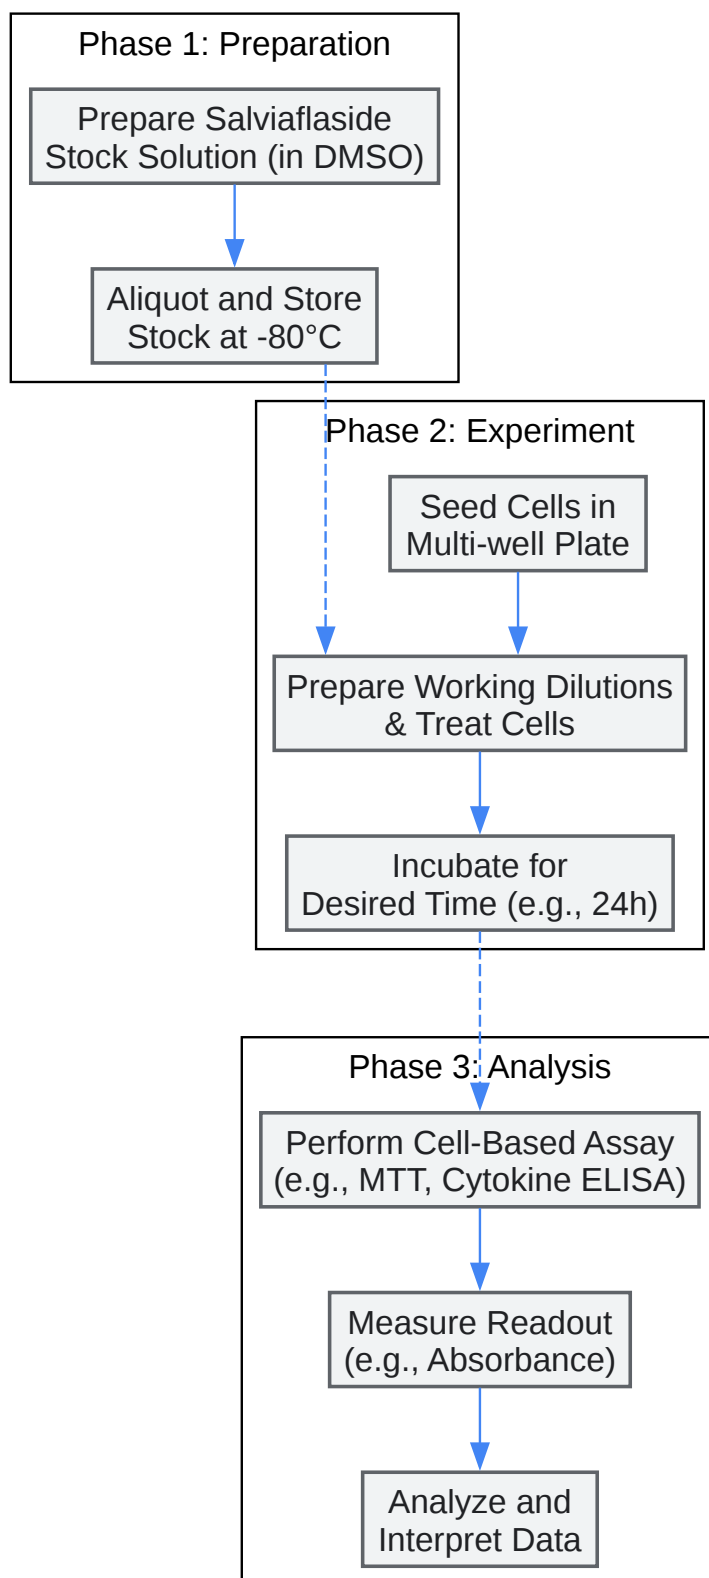 Phase 1: Preparation
Prepare Salviaflaside
Stock Solution (in DMSO)
Aliquot and Store
Stock at -80°C
Phase 2: Experiment
Seed Cells in
Multi-well Plate
Prepare Working Dilutions
& Treat Cells
Incubate for
Desired Time (e.g., 24h)
Phase 3: Analysis
Perform Cell-Based Assay
(e.g., MTT, Cytokine ELISA)
Measure Readout
(e.g., Absorbance)
Analyze and
Interpret Data